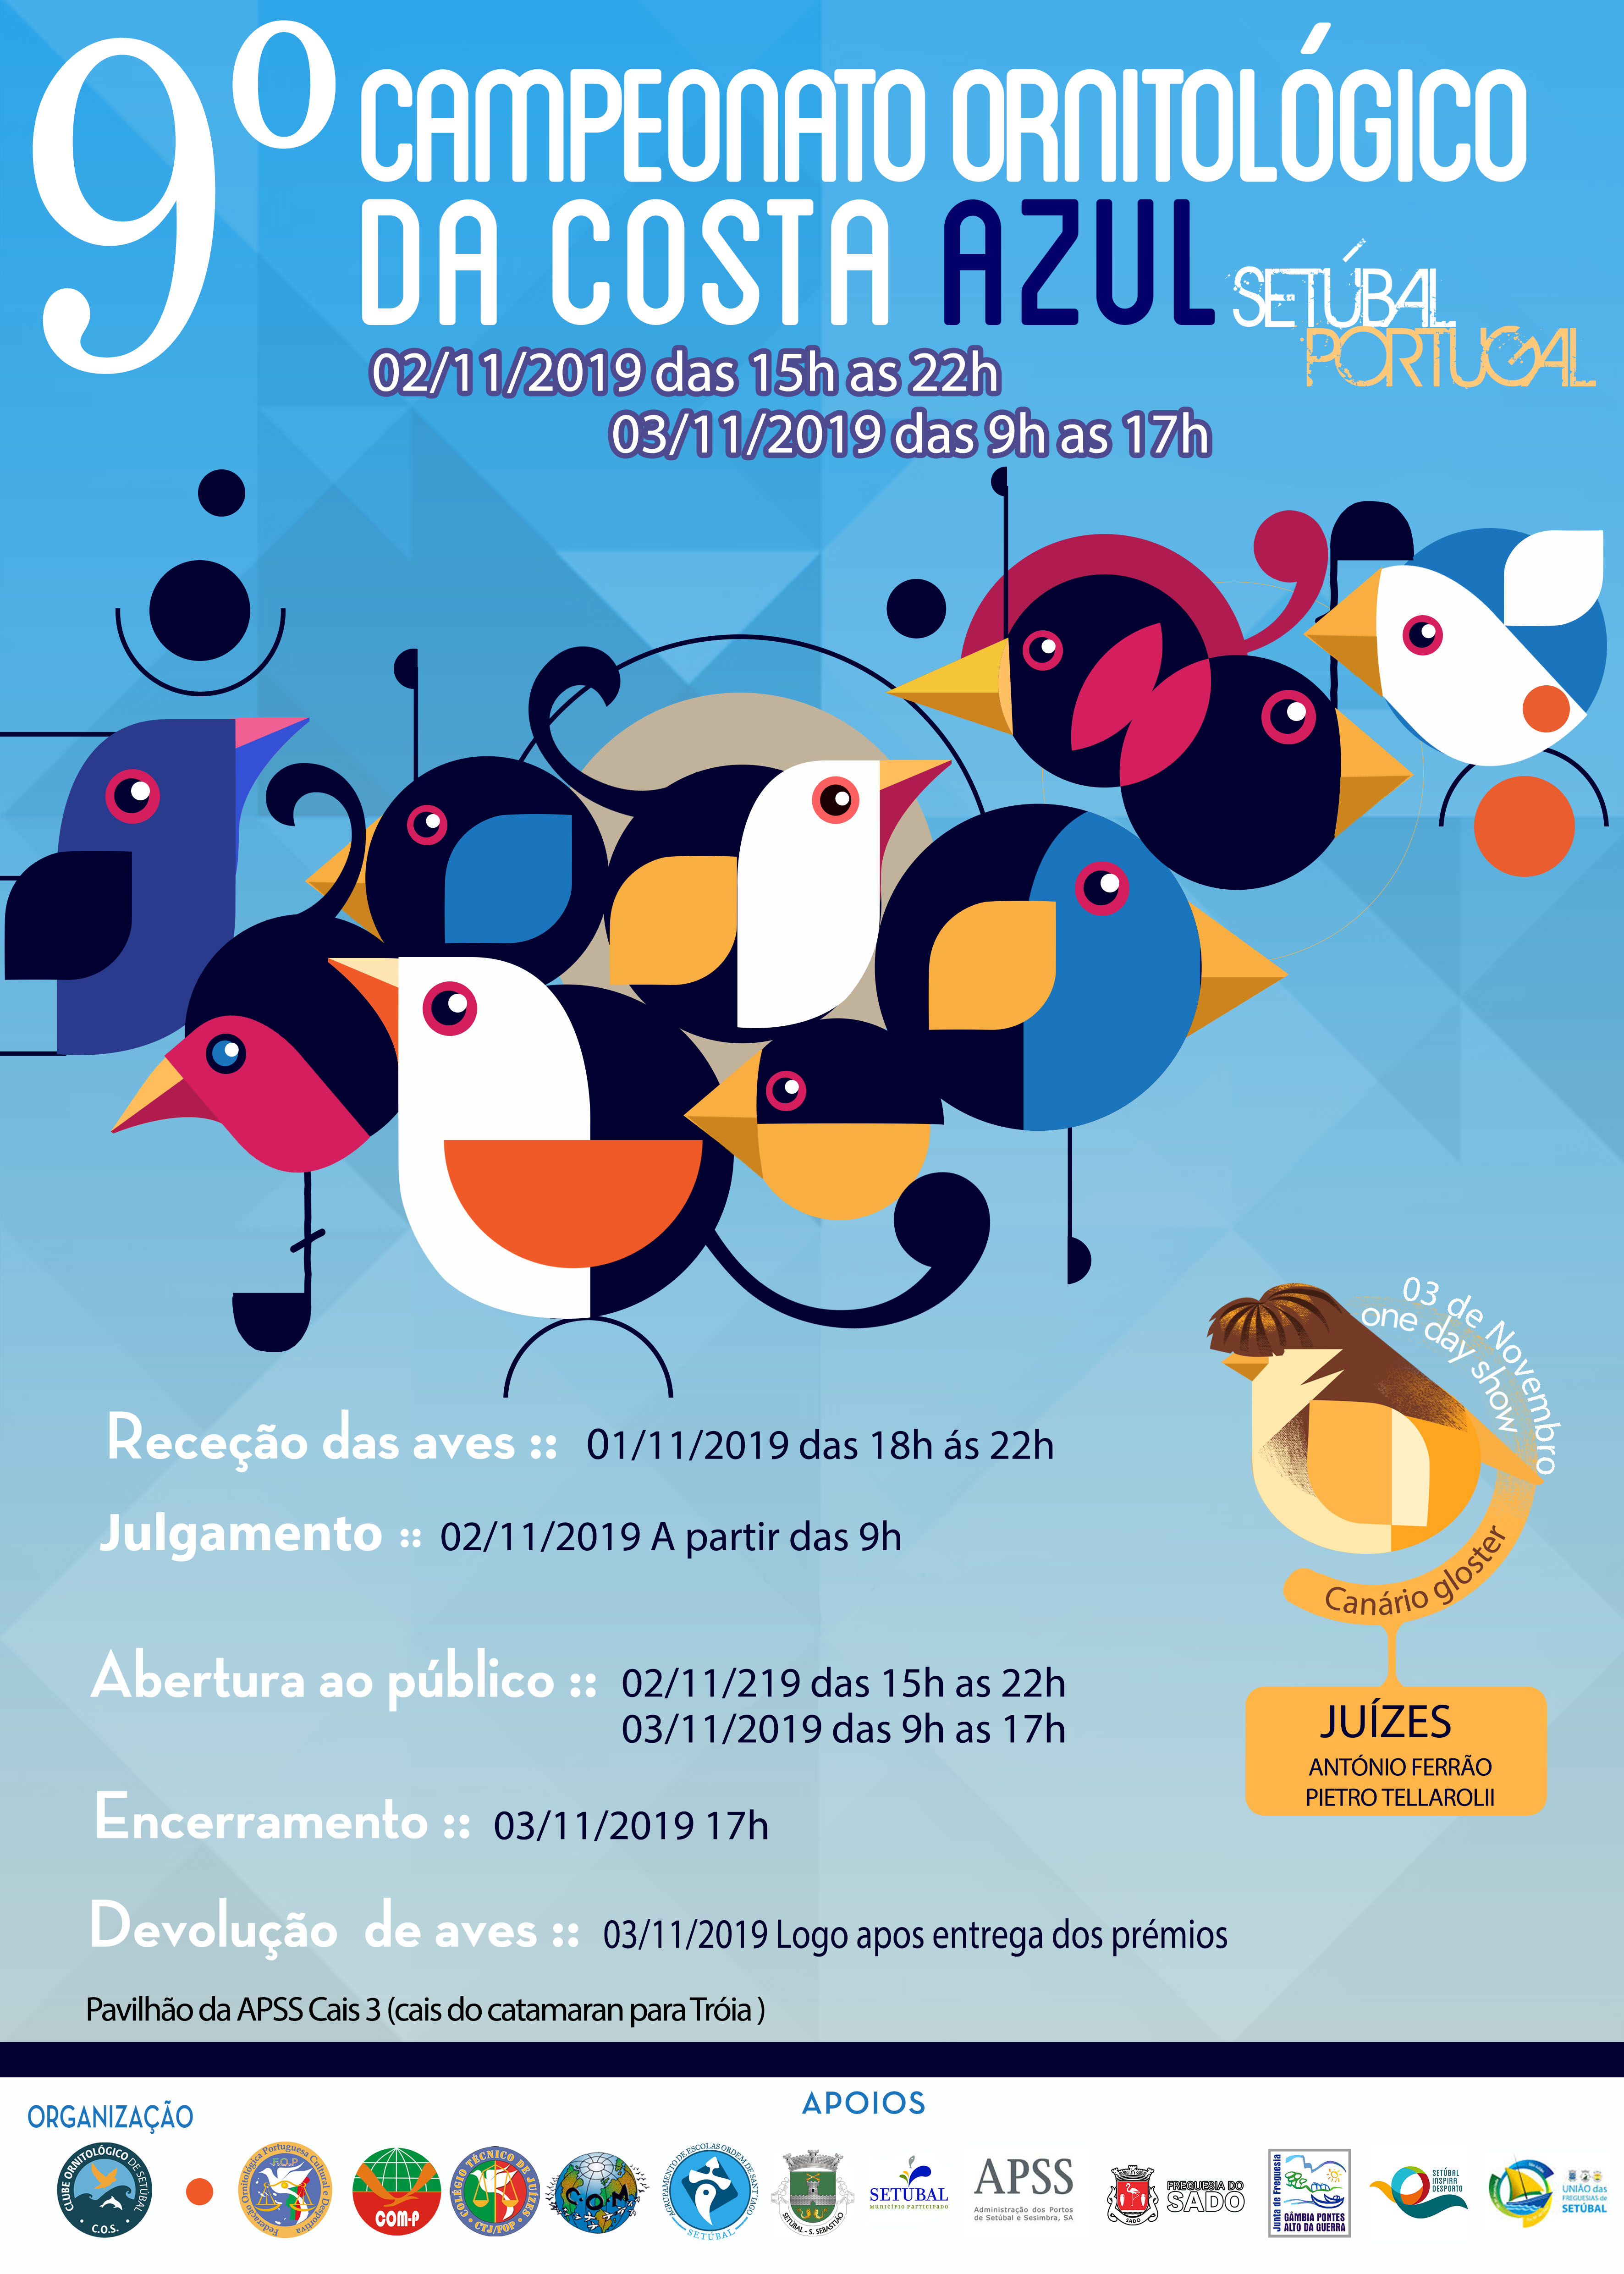 9º CAMPEONATO ORNITOLÓGICO
DA COSTA AZUL
SETÚBAL
PORTUGAL
02/11/2019 das 15h as 22h
03/11/2019 das 9h as 17h
03 de Novembro
one day show
Canário gloster
JUÍZES
ANTÓNIO FERRÃO
PIETRO TELLAROLII
Receção das aves :: 01/11/2019 das 18h ás 22h
Julgamento :: 02/11/2019 A partir das 9h
Abertura ao público :: 02/11/219 das 15h as 22h
03/11/2019 das 9h as 17h
Encerramento :: 03/11/2019 17h
Devolução de aves :: 03/11/2019 Logo apos entrega dos prémios
Pavilhão da APSS Cais 3 (cais do catamaran para Tróia )
ORGANIZAÇÃO
APOIOS
CLUBE ORNITOLÓGICO DE SETÚBAL
C.O.S.
Federação Ornitológica Portuguesa Cultural e Desportiva
F.O.P
COM-P
COLÉGIO TÉCNICO DE JUÍZES
CTJ/FOP
C.O.M
AGRUPAMENTO DE ESCOLAS ORDEM DE SANT'IAGO
SETÚBAL
SETÚBAL - S. SEBASTIÃO
SETÚBAL
MUNICÍPIO PARTICIPADO
APSS
Administração dos Portos
de Setúbal e Sesimbra, SA
SADO
FREGUESIA DO
SADO
Junta de Freguesia
GÂMBIA PONTES
ALTO DA GUERRA
SETÚBAL
INSPIRA
DESPORTO
UNIÃO das
FREGUESIAS de
SETÚBAL